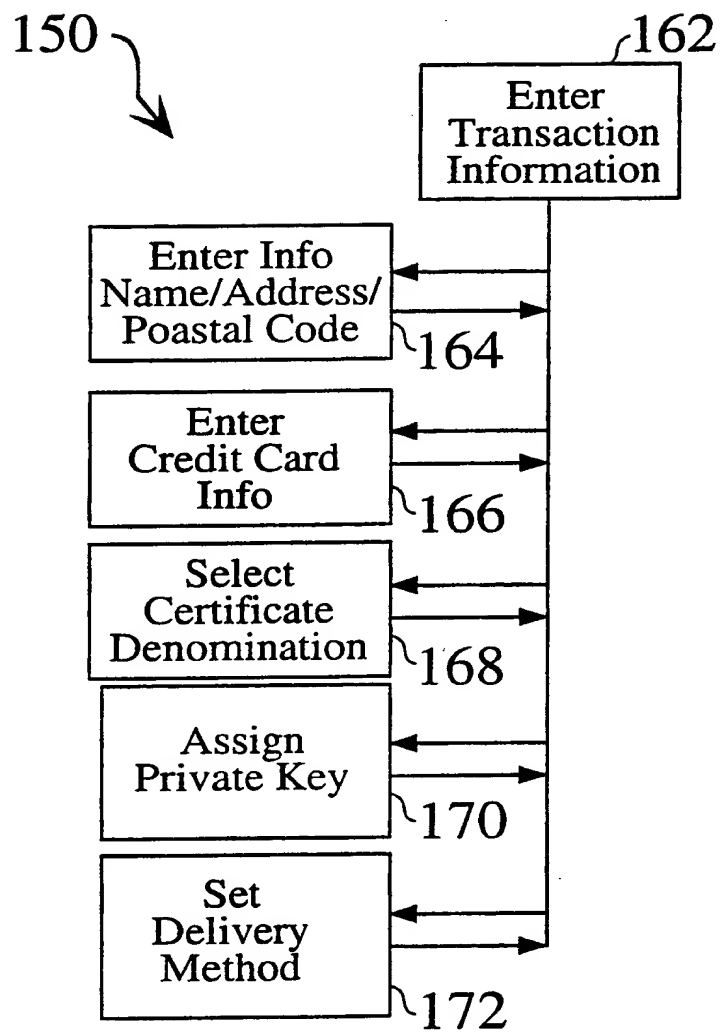 150
162
Enter
Transaction
Information
Enter Info
Name/Address/
Poastal Code
164
Enter
Credit Card
Info
166
Select
Certificate
Denomination
168
Assign
Private Key
170
Set
Delivery
Method
172